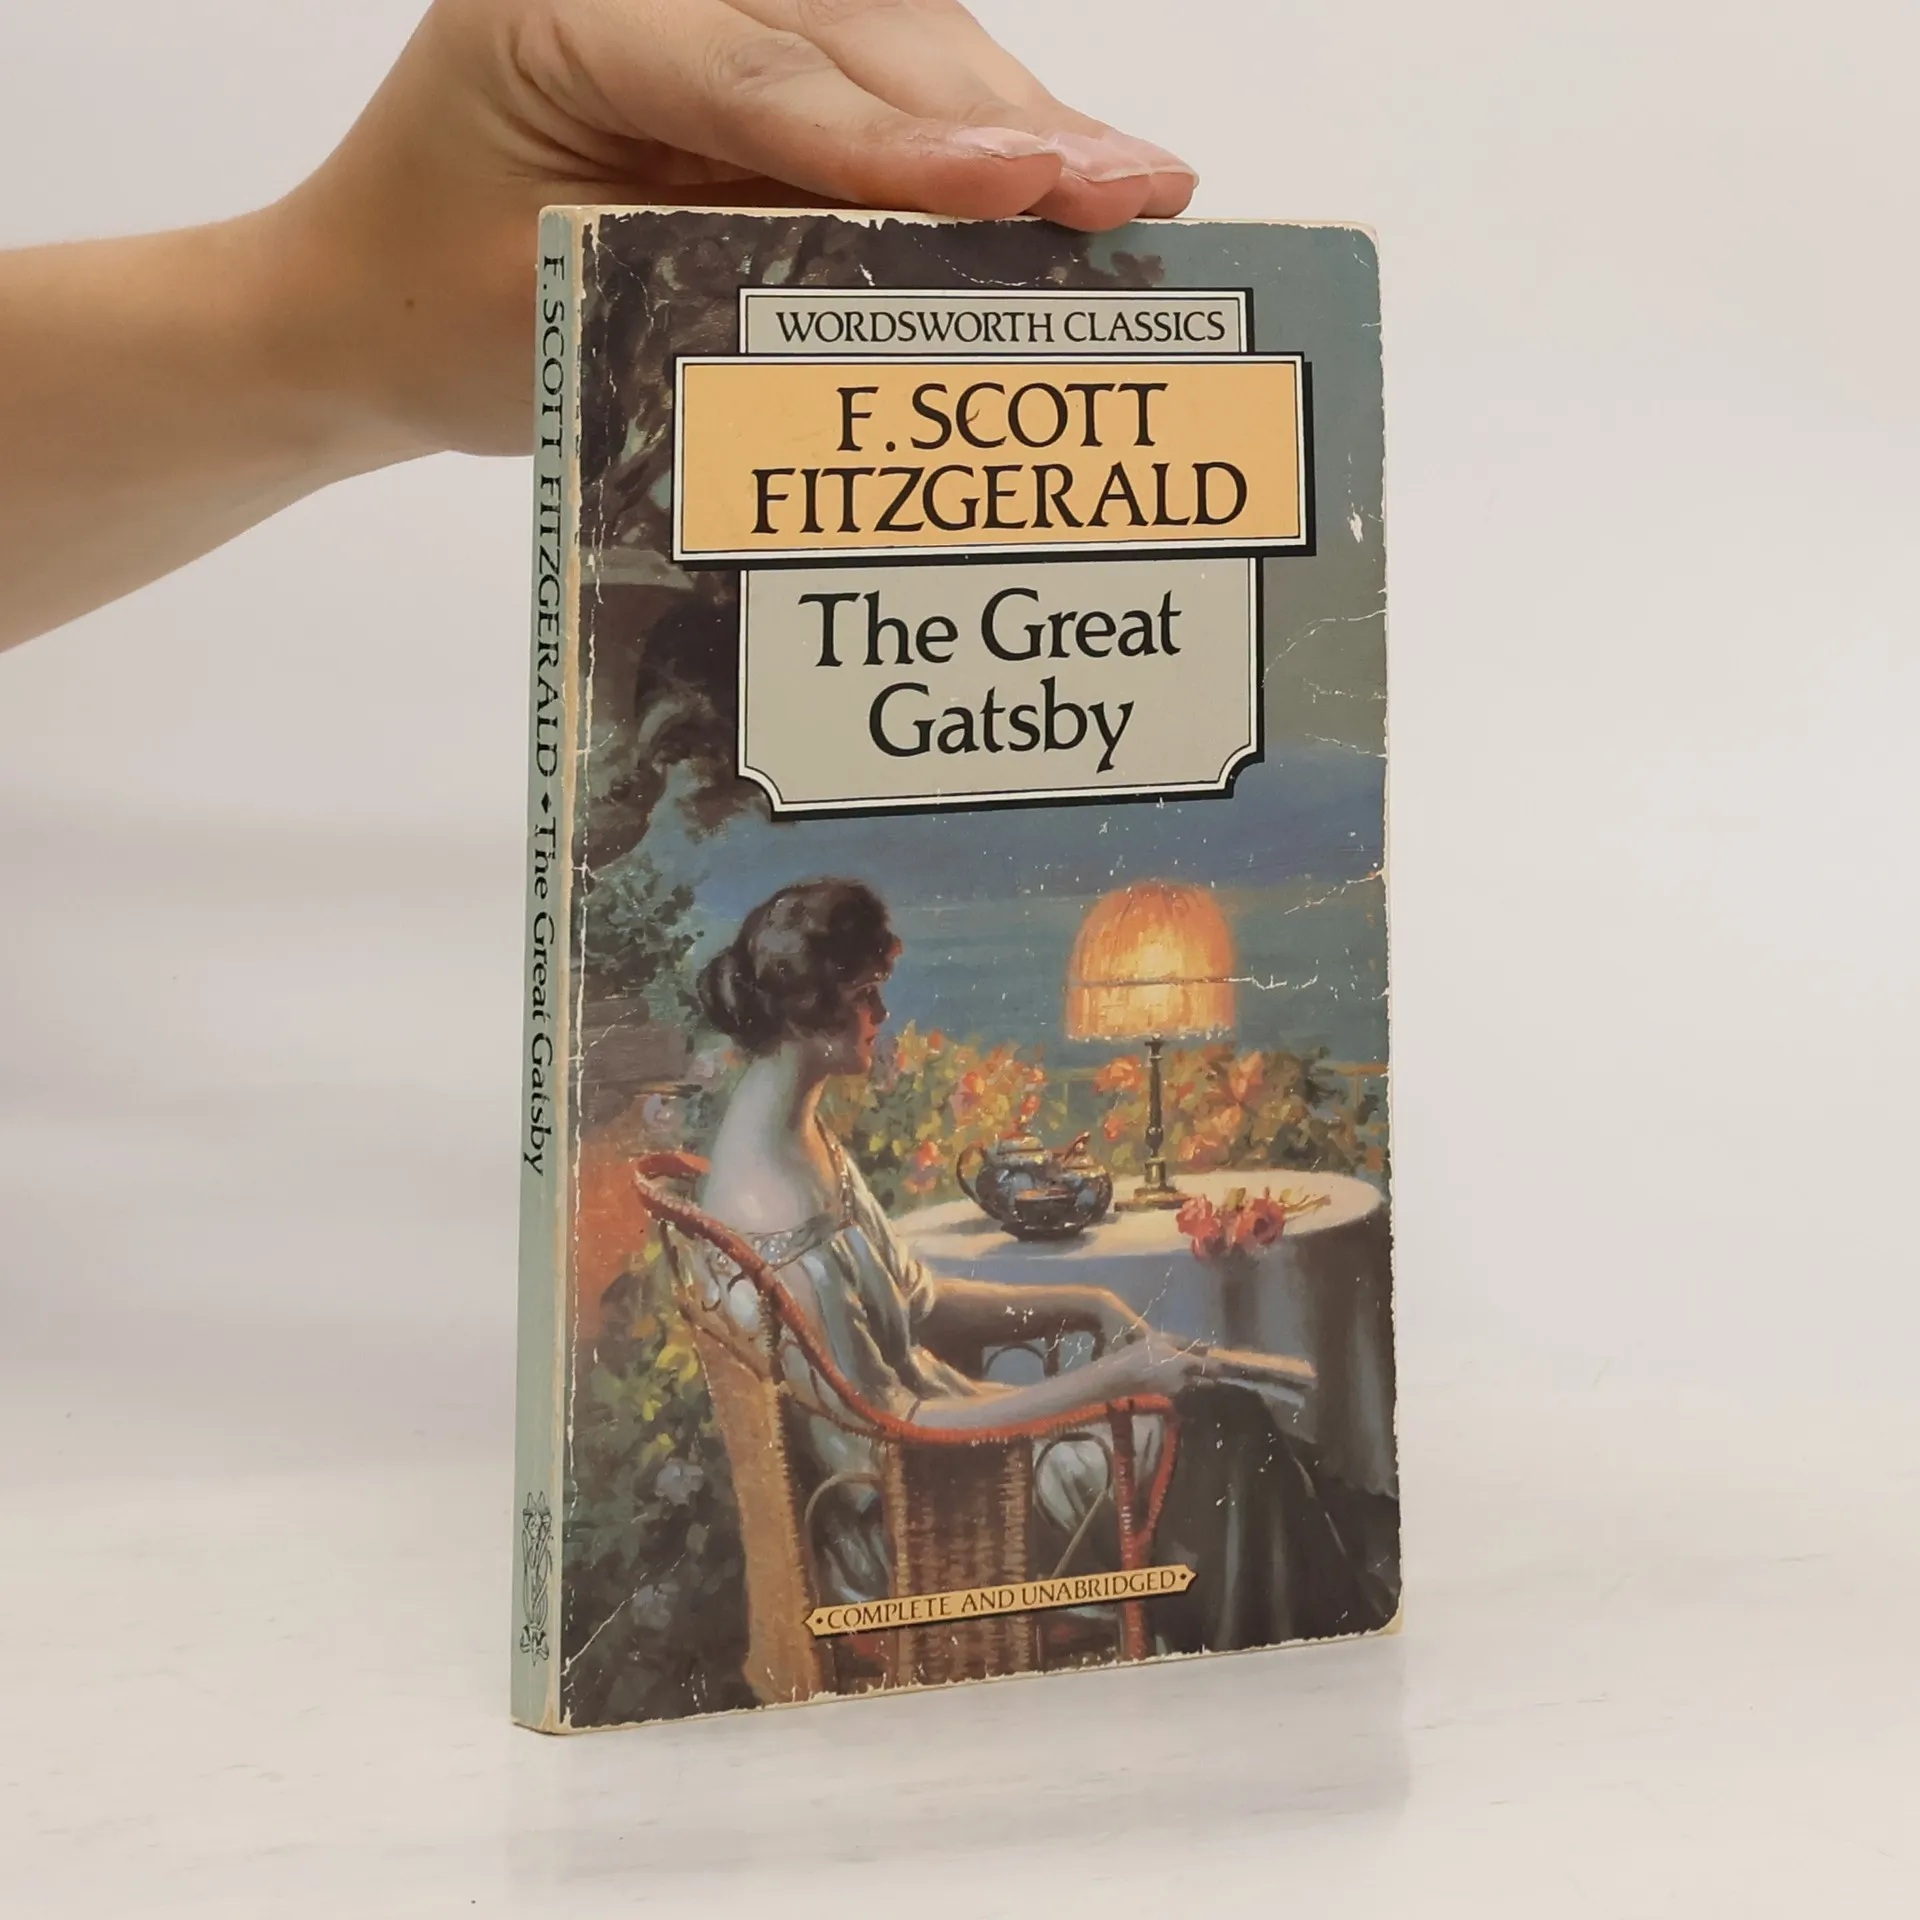 F. SCOTT FITZGERALD ♦ The Great Gatsby
WORDSWORTH CLASSICS
F. SCOTT
FITZGERALD
The Great
Gatsby
• COMPLETE AND UNABRIDGED •